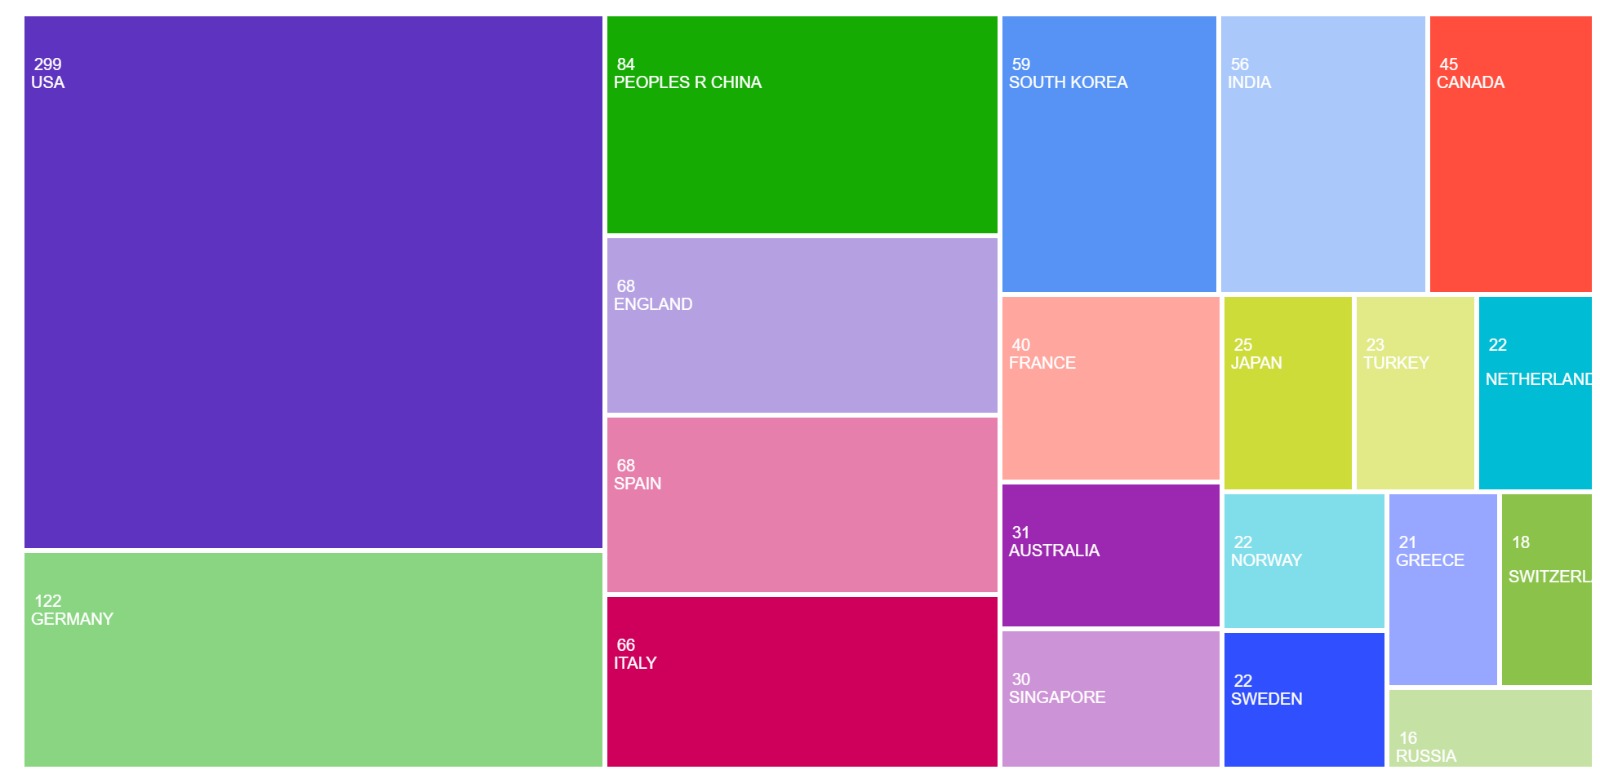 299
USA
122
GERMANY
84
PEOPLES R CHINA
68
ENGLAND
68
SPAIN
66
ITALY
59
SOUTH KOREA
56
INDIA
45
CANADA
40
FRANCE
31
AUSTRALIA
30
SINGAPORE
25
JAPAN
23
TURKEY
22
NETHERLAND
22
NORWAY
22
SWEDEN
21
GREECE
18
SWITZERL
16
RUSSIA